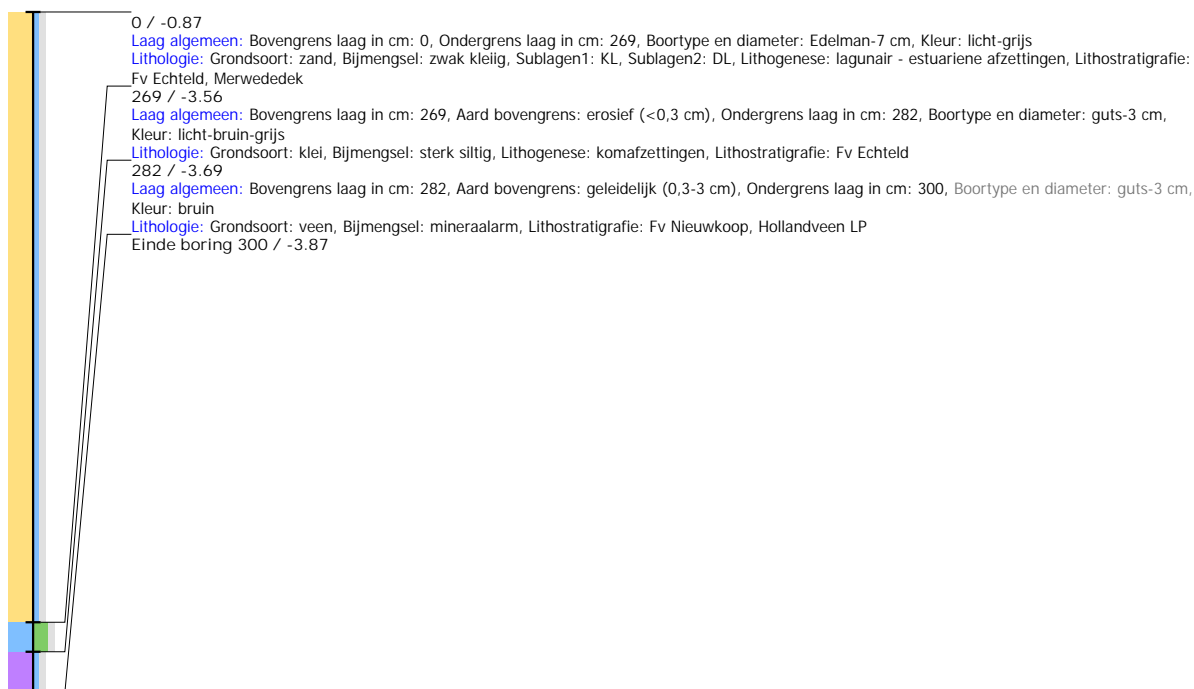 0 / -0.87
Laag algemeen: Bovengrens laag in cm: 0, Ondergrens laag in cm: 269, Boortype en diameter: Edelman-7 cm, Kleur: licht-grijs
Lithologie: Grondsoort: zand, Bijmengsel: zwak kleiig, Sublagen1: KL, Sublagen2: DL, Lithogenese: lagunair - estuariene afzettingen, Lithostratigrafie:
Fv Echteld, Merwededek
269 / -3.56
Laag algemeen: Bovengrens laag in cm: 269, Aard bovengrens: erosief (<0,3 cm), Ondergrens laag in cm: 282, Boortype en diameter: guts-3 cm,
Kleur: licht-bruin-grijs
Lithologie: Grondsoort: klei, Bijmengsel: sterk siltig, Lithogenese: komafzettingen, Lithostratigrafie: Fv Echteld
282 / -3.69
Laag algemeen: Bovengrens laag in cm: 282, Aard bovengrens: geleidelijk (0,3-3 cm), Ondergrens laag in cm: 300, Boortype en diameter: guts-3 cm,
Kleur: bruin
Lithologie: Grondsoort: veen, Bijmengsel: mineraalarm, Lithostratigrafie: Fv Nieuwkoop, Hollandveen LP
Einde boring 300 / -3.87